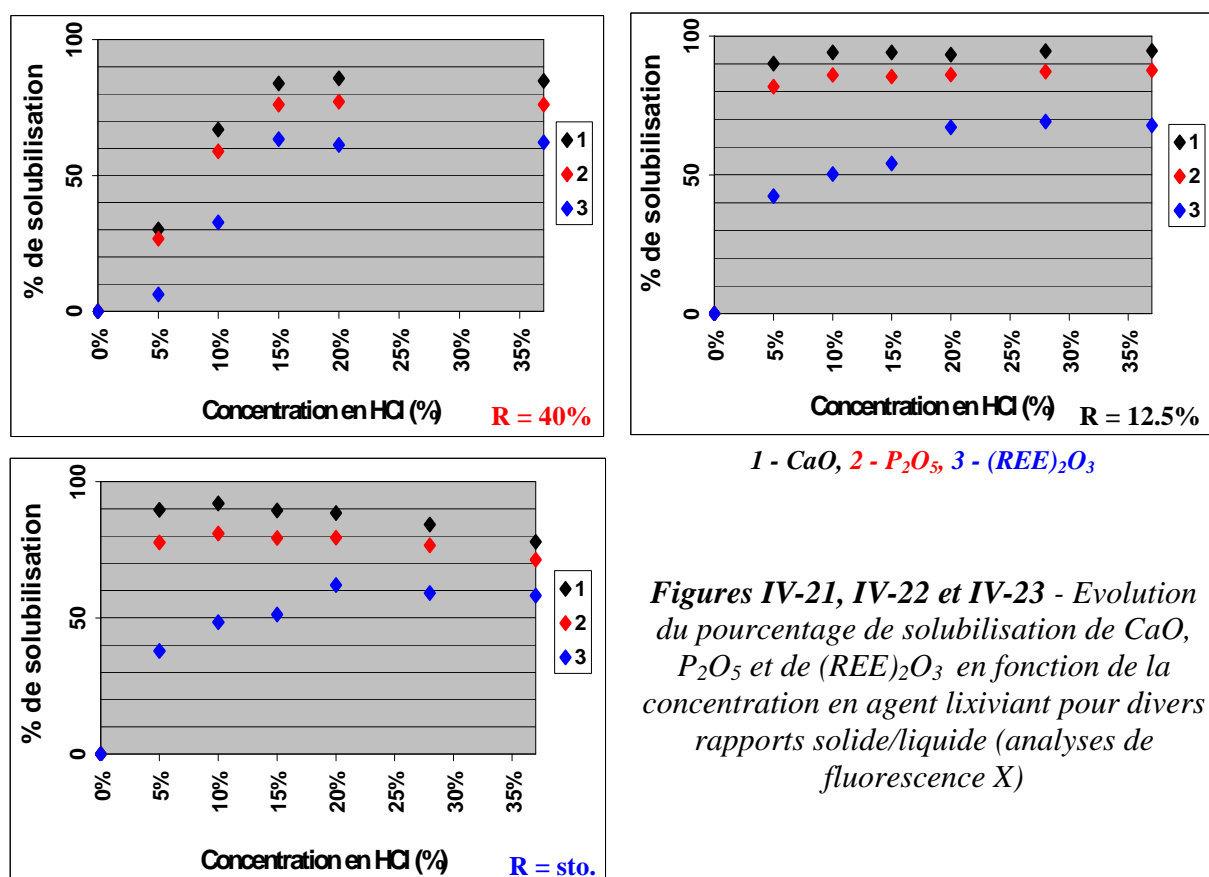 % de solubilisation
100
50
0
0%
5%
10%
15%
20%
25%
30%
35%
Concentration en HCl (%)
R = 40%
1
2
3
% de solubilisation
100
50
0
0%
5%
10%
15%
20%
25%
30%
35%
Concentration en HCl (%)
R = 12.5%
1
2
3
1 - CaO, 2 - P₂O₅, 3 - (REE)₂O₃
% de solubilisation
100
50
0
0%
5%
10%
15%
20%
25%
30%
35%
Concentration en HCl (%)
R = sto.
1
2
3
Figures IV-21, IV-22 et IV-23 - Evolution
du pourcentage de solubilisation de CaO,
P₂O₅ et de (REE)₂O₃ en fonction de la
concentration en agent lixiviant pour divers
rapports solide/liquide (analyses de
fluorescence X)